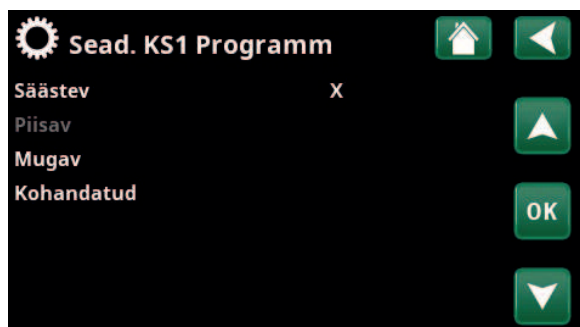 Sead. KS1 Programm
Säästev X
Piisav
Mugav
Kohandatud
OK